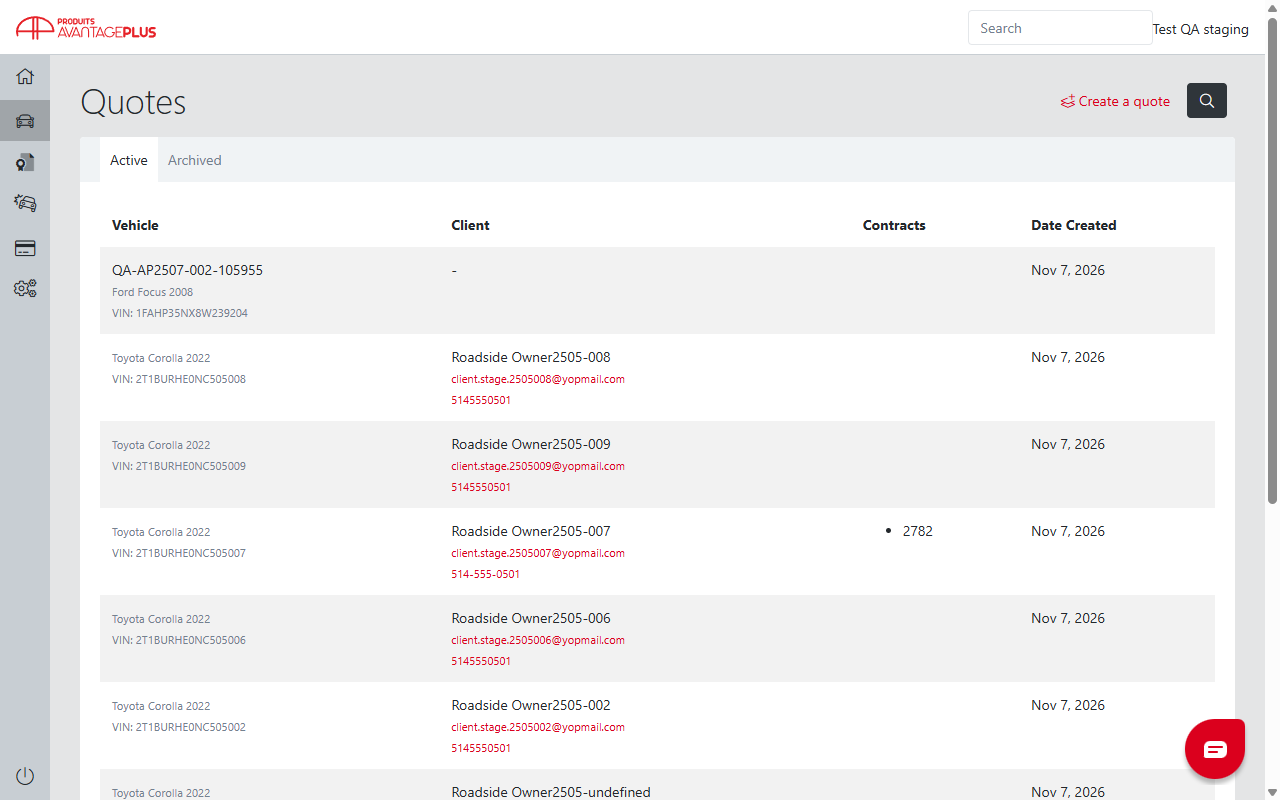 PRODUITS
AVANTAGEPLUS
Search
Test QA staging
Quotes
Create a quote
Active
Archived
Vehicle
Client
Contracts
Date Created
QA-AP2507-002-105955
-
Nov 7, 2026
Ford Focus 2008
VIN: 1FAHP35NX8W239204
Toyota Corolla 2022
Roadside Owner2505-008
Nov 7, 2026
VIN: 2T1BURHE0NC505008
client.stage.2505008@yopmail.com
5145550501
Toyota Corolla 2022
Roadside Owner2505-009
Nov 7, 2026
VIN: 2T1BURHE0NC505009
client.stage.2505009@yopmail.com
5145550501
Toyota Corolla 2022
Roadside Owner2505-007
• 2782
Nov 7, 2026
VIN: 2T1BURHE0NC505007
client.stage.2505007@yopmail.com
514-555-0501
Toyota Corolla 2022
Roadside Owner2505-006
Nov 7, 2026
VIN: 2T1BURHE0NC505006
client.stage.2505006@yopmail.com
5145550501
Toyota Corolla 2022
Roadside Owner2505-002
Nov 7, 2026
VIN: 2T1BURHE0NC505002
client.stage.2505002@yopmail.com
5145550501
Toyota Corolla 2022
Roadside Owner2505-undefined
Nov 7, 2026